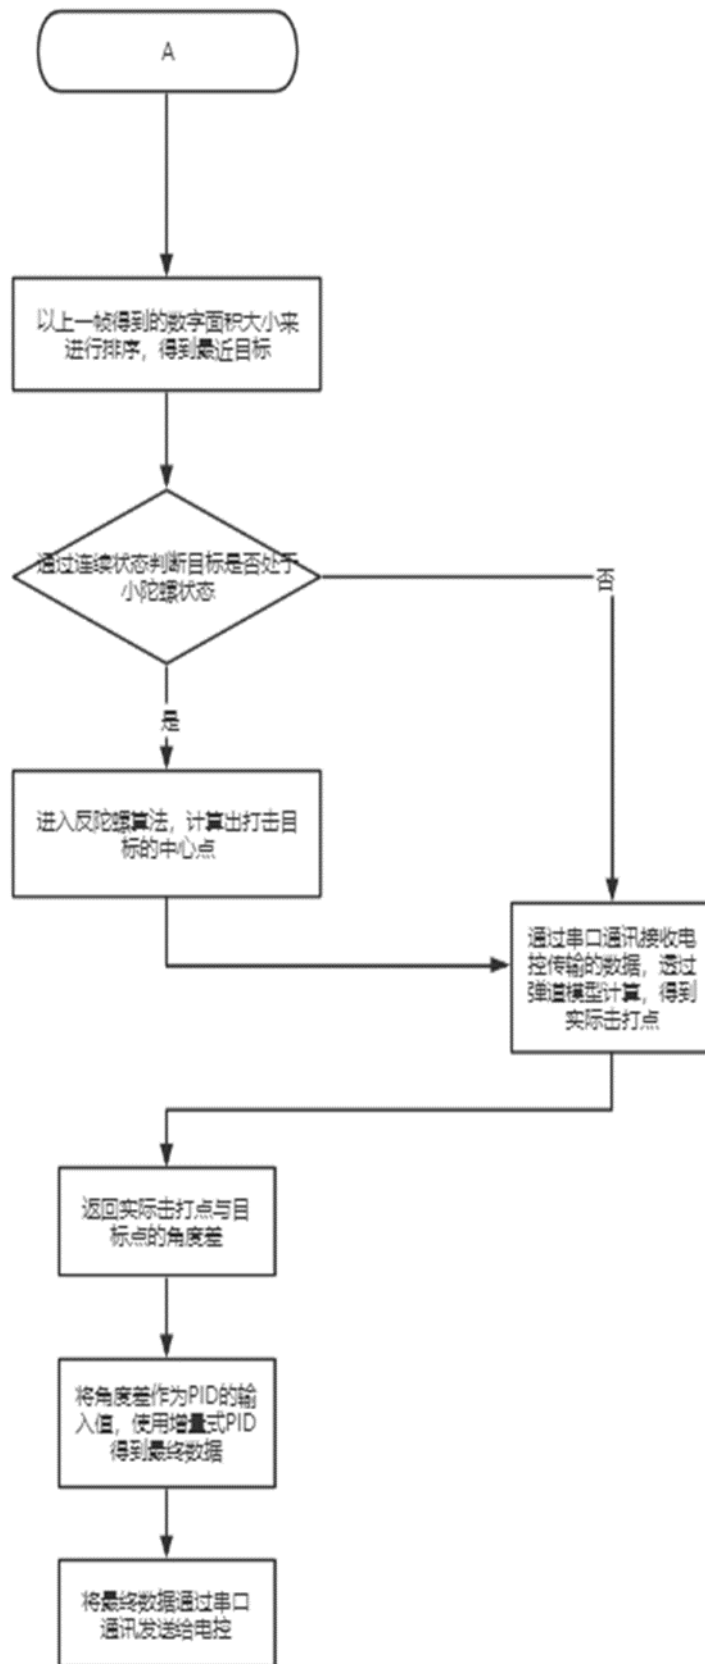 A
以上一帧得到的数字面积大小来
进行排序，得到最近目标
通过连续状态判断目标是否处于
小陀螺状态
否
是
进入反陀螺算法，计算出打击目
标的中心点
通过串口通讯接收电
控传输的数据，透过
弹道模型计算，得到
实际击打点
返回实际击打点与目
标点的角度差
将角度差作为PID的输
入值，使用增量式PID
得到最终数据
将最终数据通过串口
通讯发送给电控